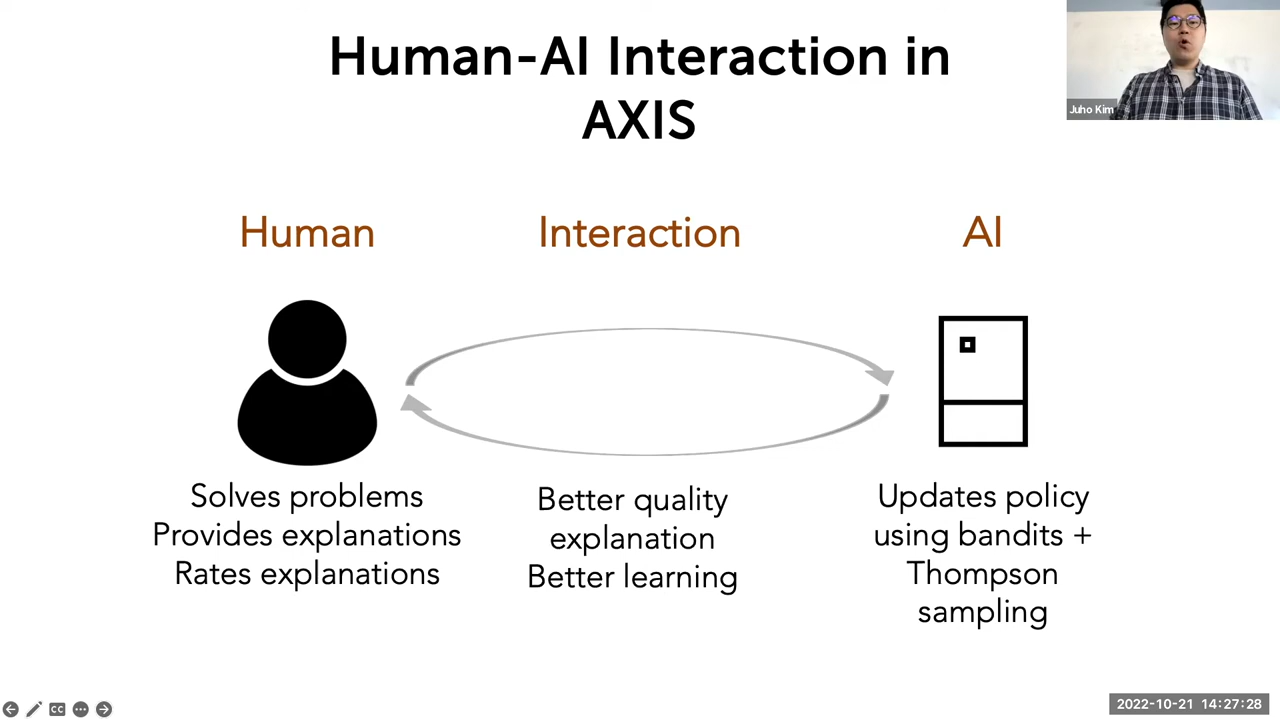 Human-AI Interaction in
AXIS
Juho Kim
Human
Interaction
AI
Solves problems
Provides explanations
Rates explanations
Better quality
explanation
Better learning
Updates policy
using bandits +
Thompson
sampling
CC
2022-10-21 14:27:28